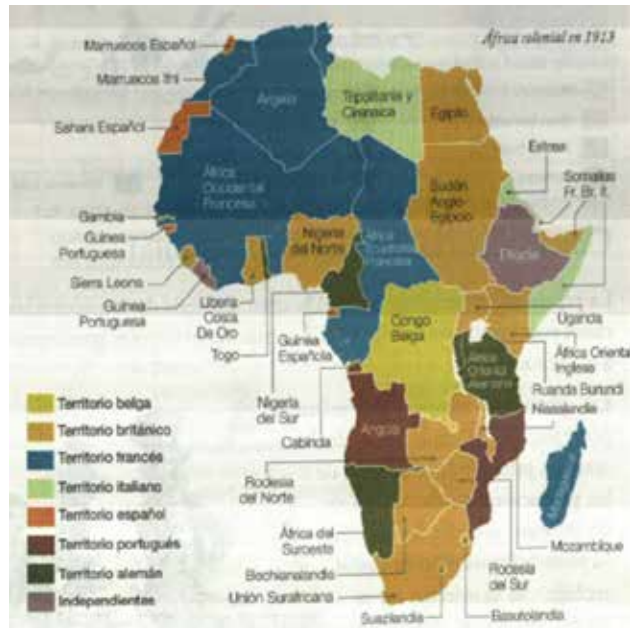 África colonial en 1913
Marruecos Español
Marruecos Ifni
Sahara Español
Argelia
Tripolitania y
Cirenaica
Egipto
Eritrea
Somalias
Fr. Br. It.
África
Occidental
Francesa
Sudán
Anglo-
Egipcio
Gambia
Guinea
Portuguesa
Nigeria
del Norte
África
Ecuatorial
Francesa
Etiopía
Sierra Leona
Guinea
Portuguesa
Liberia
Costa
De Oro
Togo
Guinea
Española
Congo
Belga
Uganda
África Oriental
Inglesa
África
Oriental
Alemana
Ruanda Burundi
Niasalandia
Nigeria
del Sur
Cabinda
Angola
Rodesia
del Norte
Madagascar
Mozambique
África del
Suroeste
Bechanalandia
Rodesia
del Sur
Unión Surafricana
Suazilandia
Basutolandia
Territorio belga
Territorio británico
Territorio francés
Territorio italiano
Territorio español
Territorio portugués
Territorio alemán
Independientes